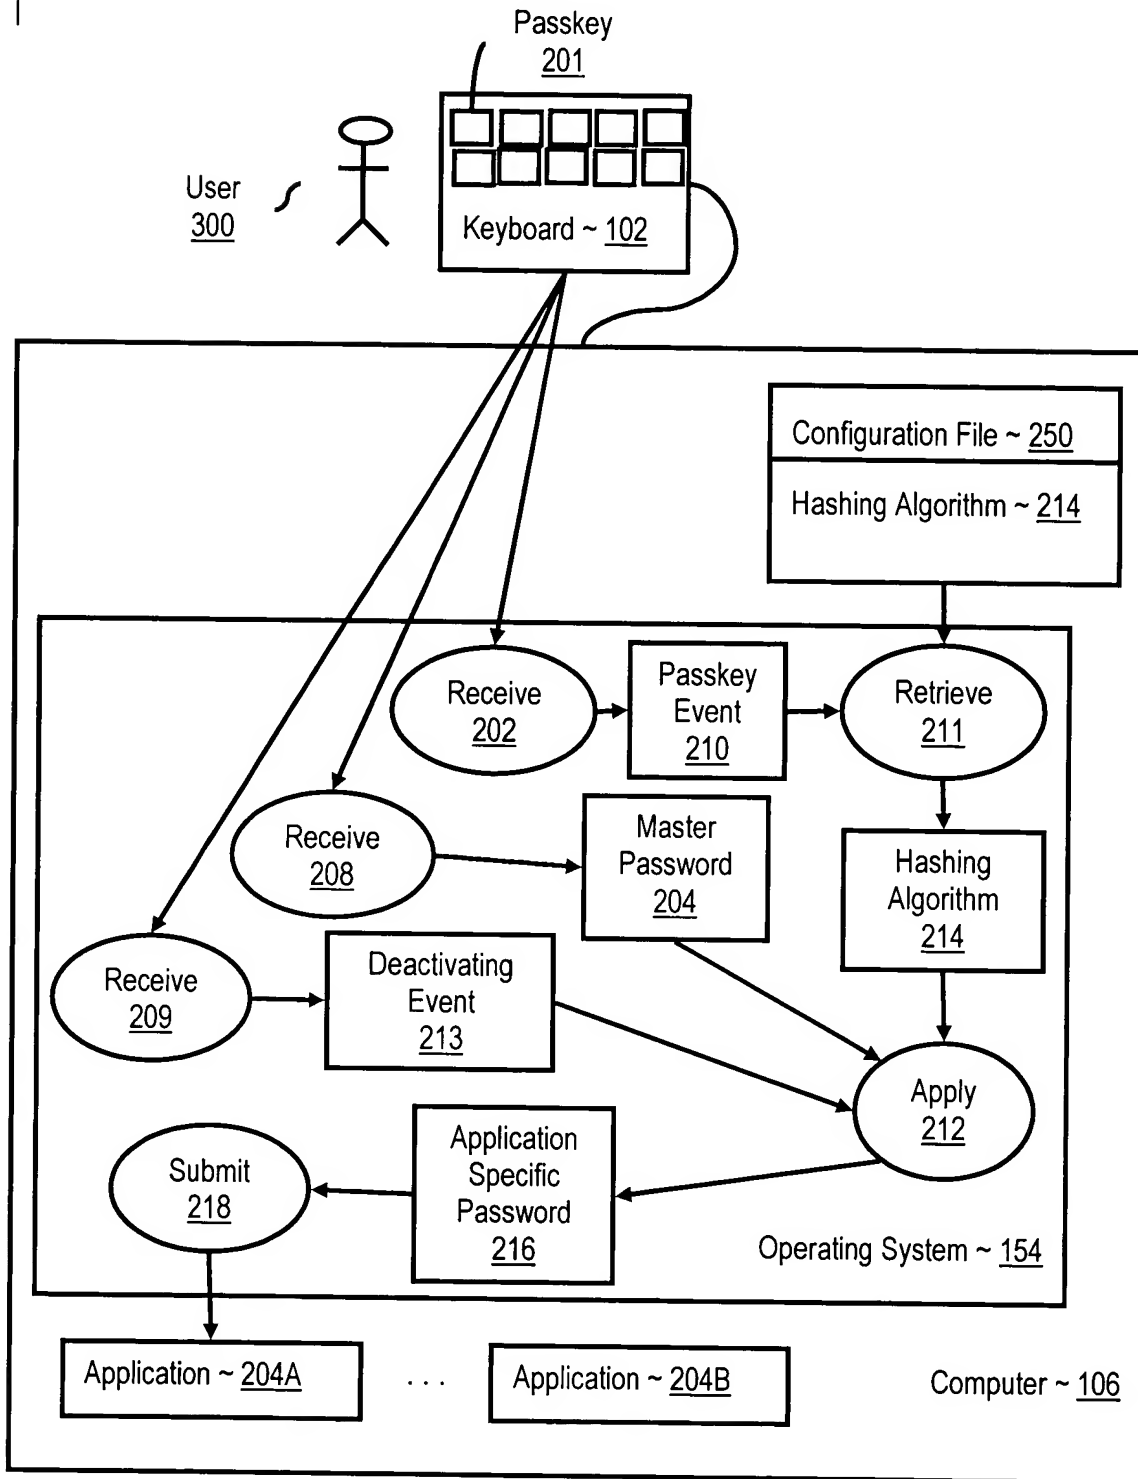 Passkey
201
User
300
Keyboard ~ 102
Configuration File ~ 250
Hashing Algorithm ~ 214
Receive
202
Passkey
Event
210
Retrieve
211
Receive
208
Master
Password
204
Hashing
Algorithm
214
Receive
209
Deactivating
Event
213
Apply
212
Submit
218
Application
Specific
Password
216
Operating System ~ 154
Application ~ 204A
. . .
Application ~ 204B
Computer ~ 106